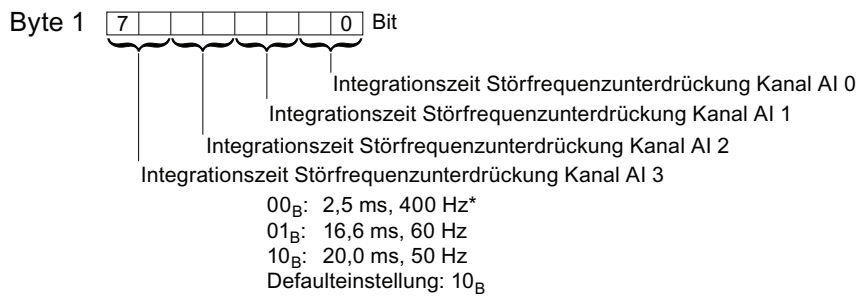 Byte 1 7 0 Bit
Integrationszeit Störfrequenzunterdrückung Kanal AI 0
Integrationszeit Störfrequenzunterdrückung Kanal AI 1
Integrationszeit Störfrequenzunterdrückung Kanal AI 2
Integrationszeit Störfrequenzunterdrückung Kanal AI 3
00B: 2,5 ms, 400 Hz*
01B: 16,6 ms, 60 Hz
10B: 20,0 ms, 50 Hz
Defaulteinstellung: 10B